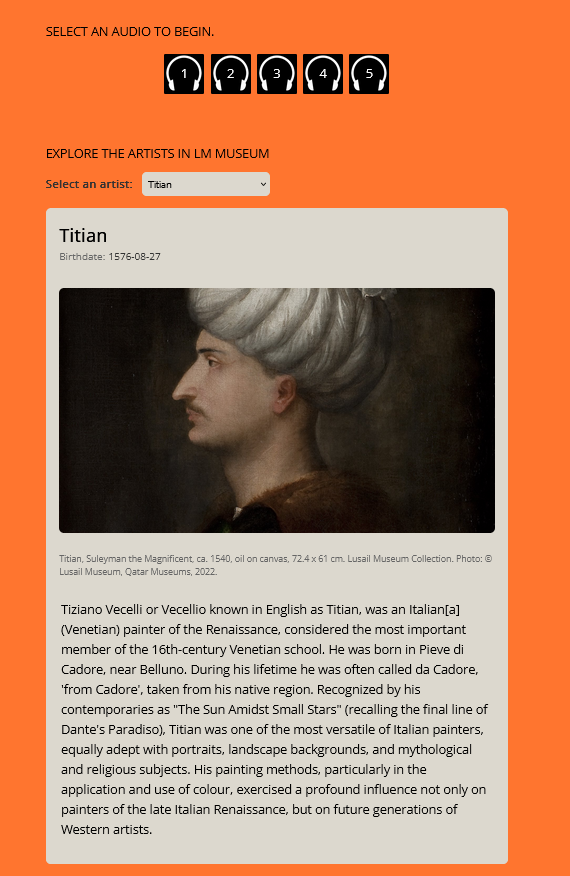 SELECT AN AUDIO TO BEGIN.
1 2 3 4 5
EXPLORE THE ARTISTS IN LM MUSEUM
Select an artist: Titian
Titian
Birthdate: 1576-08-27
Titian, Suleyman the Magnificent, ca. 1540, oil on canvas, 72.4 x 61 cm. Lusail Museum Collection. Photo: ©
Lusail Museum, Qatar Museums, 2022.
Tiziano Vecelli or Vecellio known in English as Titian, was an Italian[a]
(Venetian) painter of the Renaissance, considered the most important
member of the 16th-century Venetian school. He was born in Pieve di
Cadore, near Belluno. During his lifetime he was often called da Cadore,
'from Cadore', taken from his native region. Recognized by his
contemporaries as "The Sun Amidst Small Stars" (recalling the final line of
Dante's Paradiso), Titian was one of the most versatile of Italian painters,
equally adept with portraits, landscape backgrounds, and mythological
and religious subjects. His painting methods, particularly in the
application and use of colour, exercised a profound influence not only on
painters of the late Italian Renaissance, but on future generations of
Western artists.